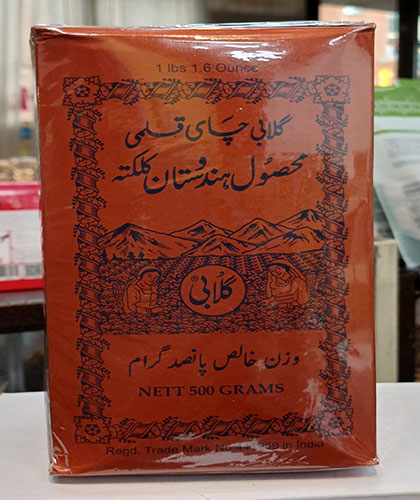 1 lbs 1.6 Ounce
گلابی چای قلمی
محصول هندوستان کلکته
گلابی
وزن خالص پانصد گرام
NETT 500 GRAMS
Regd. Trade Mark in India